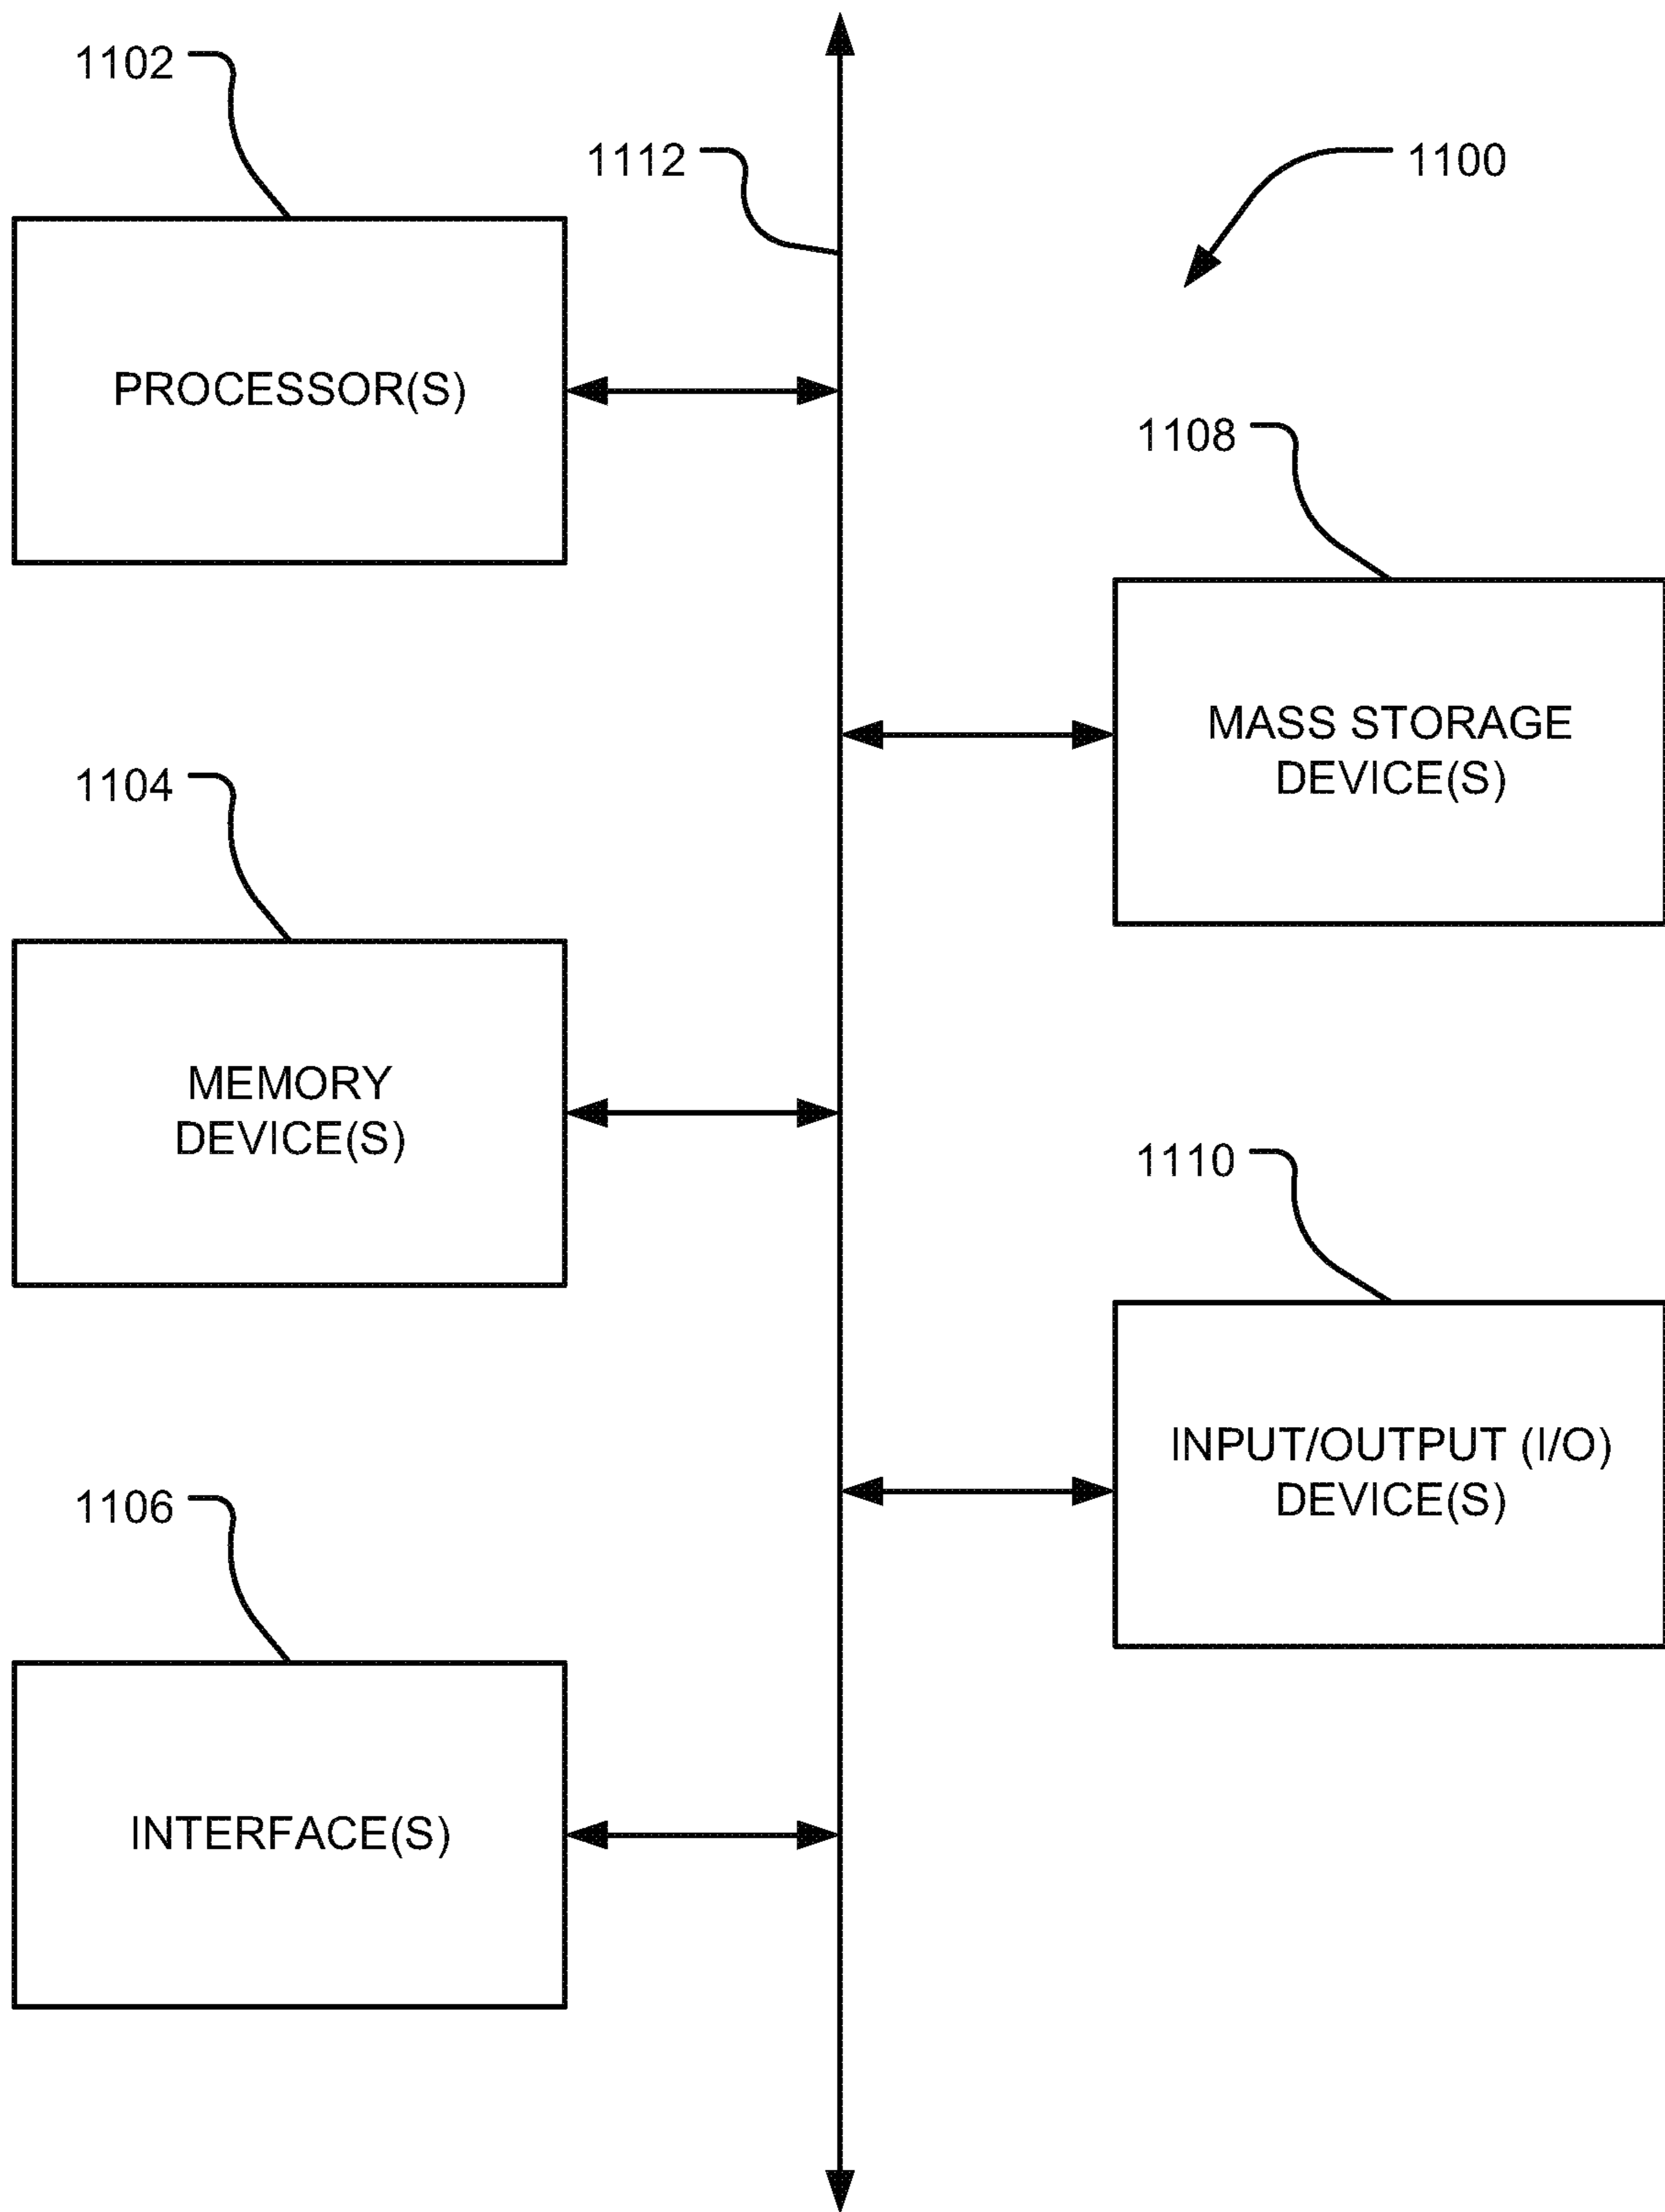 1102
1112
1100
PROCESSOR(S)
1108
MASS STORAGE
DEVICE(S)
1104
MEMORY
DEVICE(S)
1110
INPUT/OUTPUT (I/O)
DEVICE(S)
1106
INTERFACE(S)